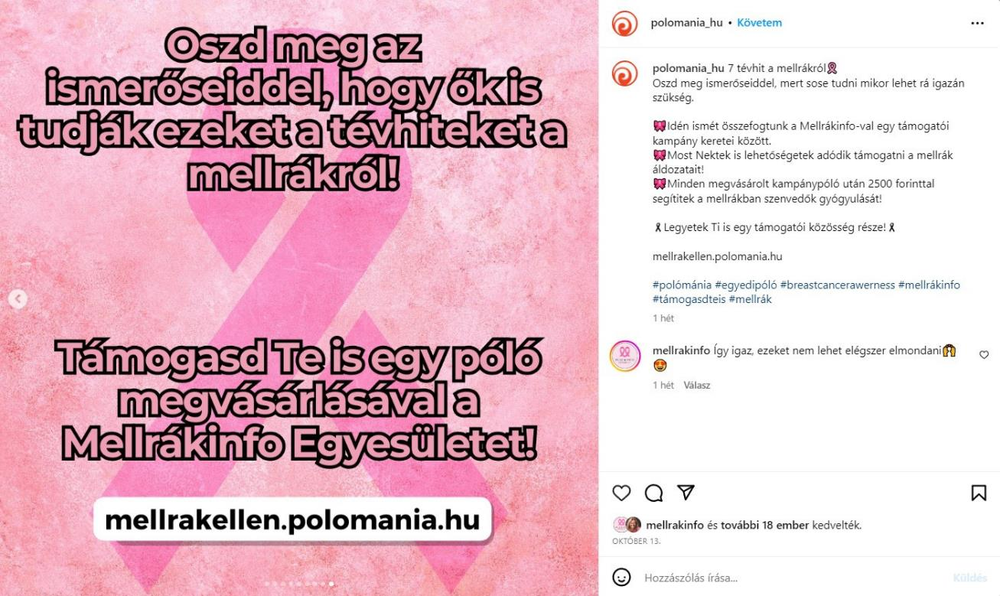 Oszd meg az
ismerőseiddel, hogy ők is
tudják ezeket a tévhiteket a
mellrákról!
Támogasd Te is egy póló
megvásárlásával a
Mellrákinfo Egyesületet!
mellrakellen.polomania.hu
polomania_hu • Követem
polomania_hu 7 tévhit a mellrákról
Oszd meg ismerőseiddel, mert sose tudni mikor lehet rá igazán
szükség.
🎀Idén ismét összefogtunk a Mellrákinfo-val egy támogatói
kampány keretei között.
🎀Most Nektek is lehetőségetek adódik támogatni a mellrák
áldozatait!
🎀Minden megvásárolt kampánypóló után 2500 forinttal
segítitek a mellrákban szenvedők gyógyulását!
🎗Legyetek Ti is egy támogatói közösség része!🎗
mellrakellen.polomania.hu
#polómánia #egyedipóló #breastcancerawerness #mellrákinfo
#támogasdteis #mellrák
1 hét
mellrakinfo Így igaz, ezeket nem lehet elégszer elmondani🙌
😍
1 hét Válasz
mellrakinfo és további 18 ember kedvelték.
OKTÓBER 13.
Hozzászólás írása...
Küldés